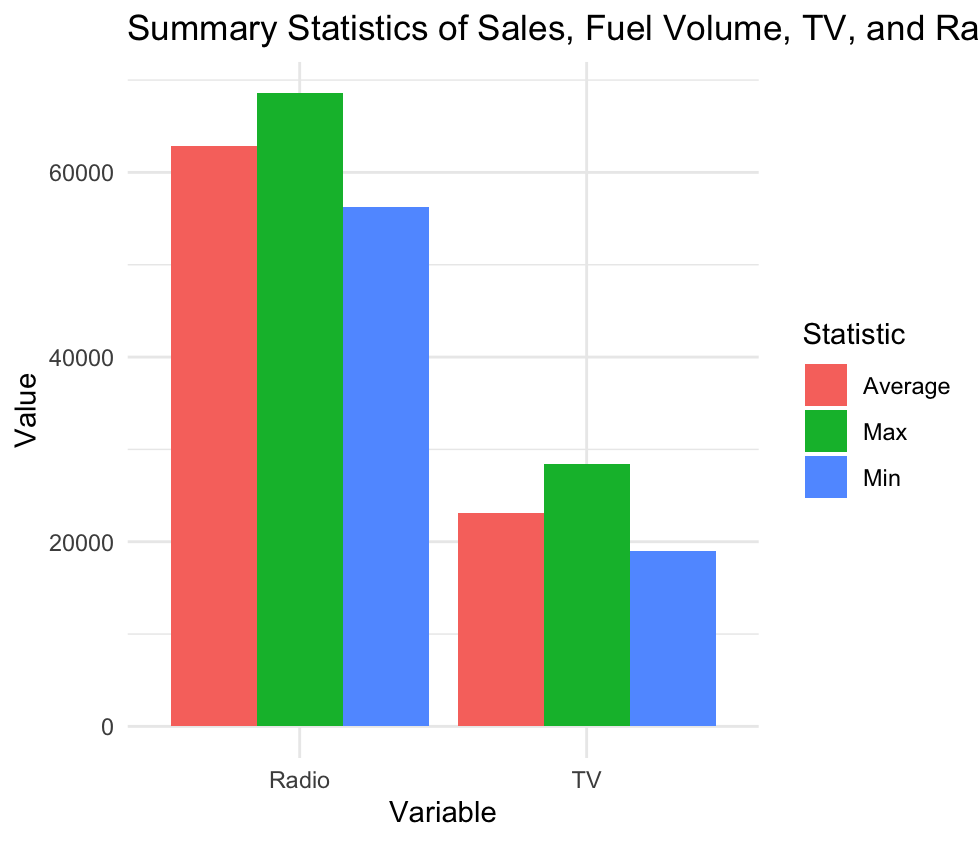 Summary Statistics of Sales, Fuel Volume, TV, and Ra
60000
40000
20000
0
Value
Radio
TV
Variable
Statistic
Average
Max
Min